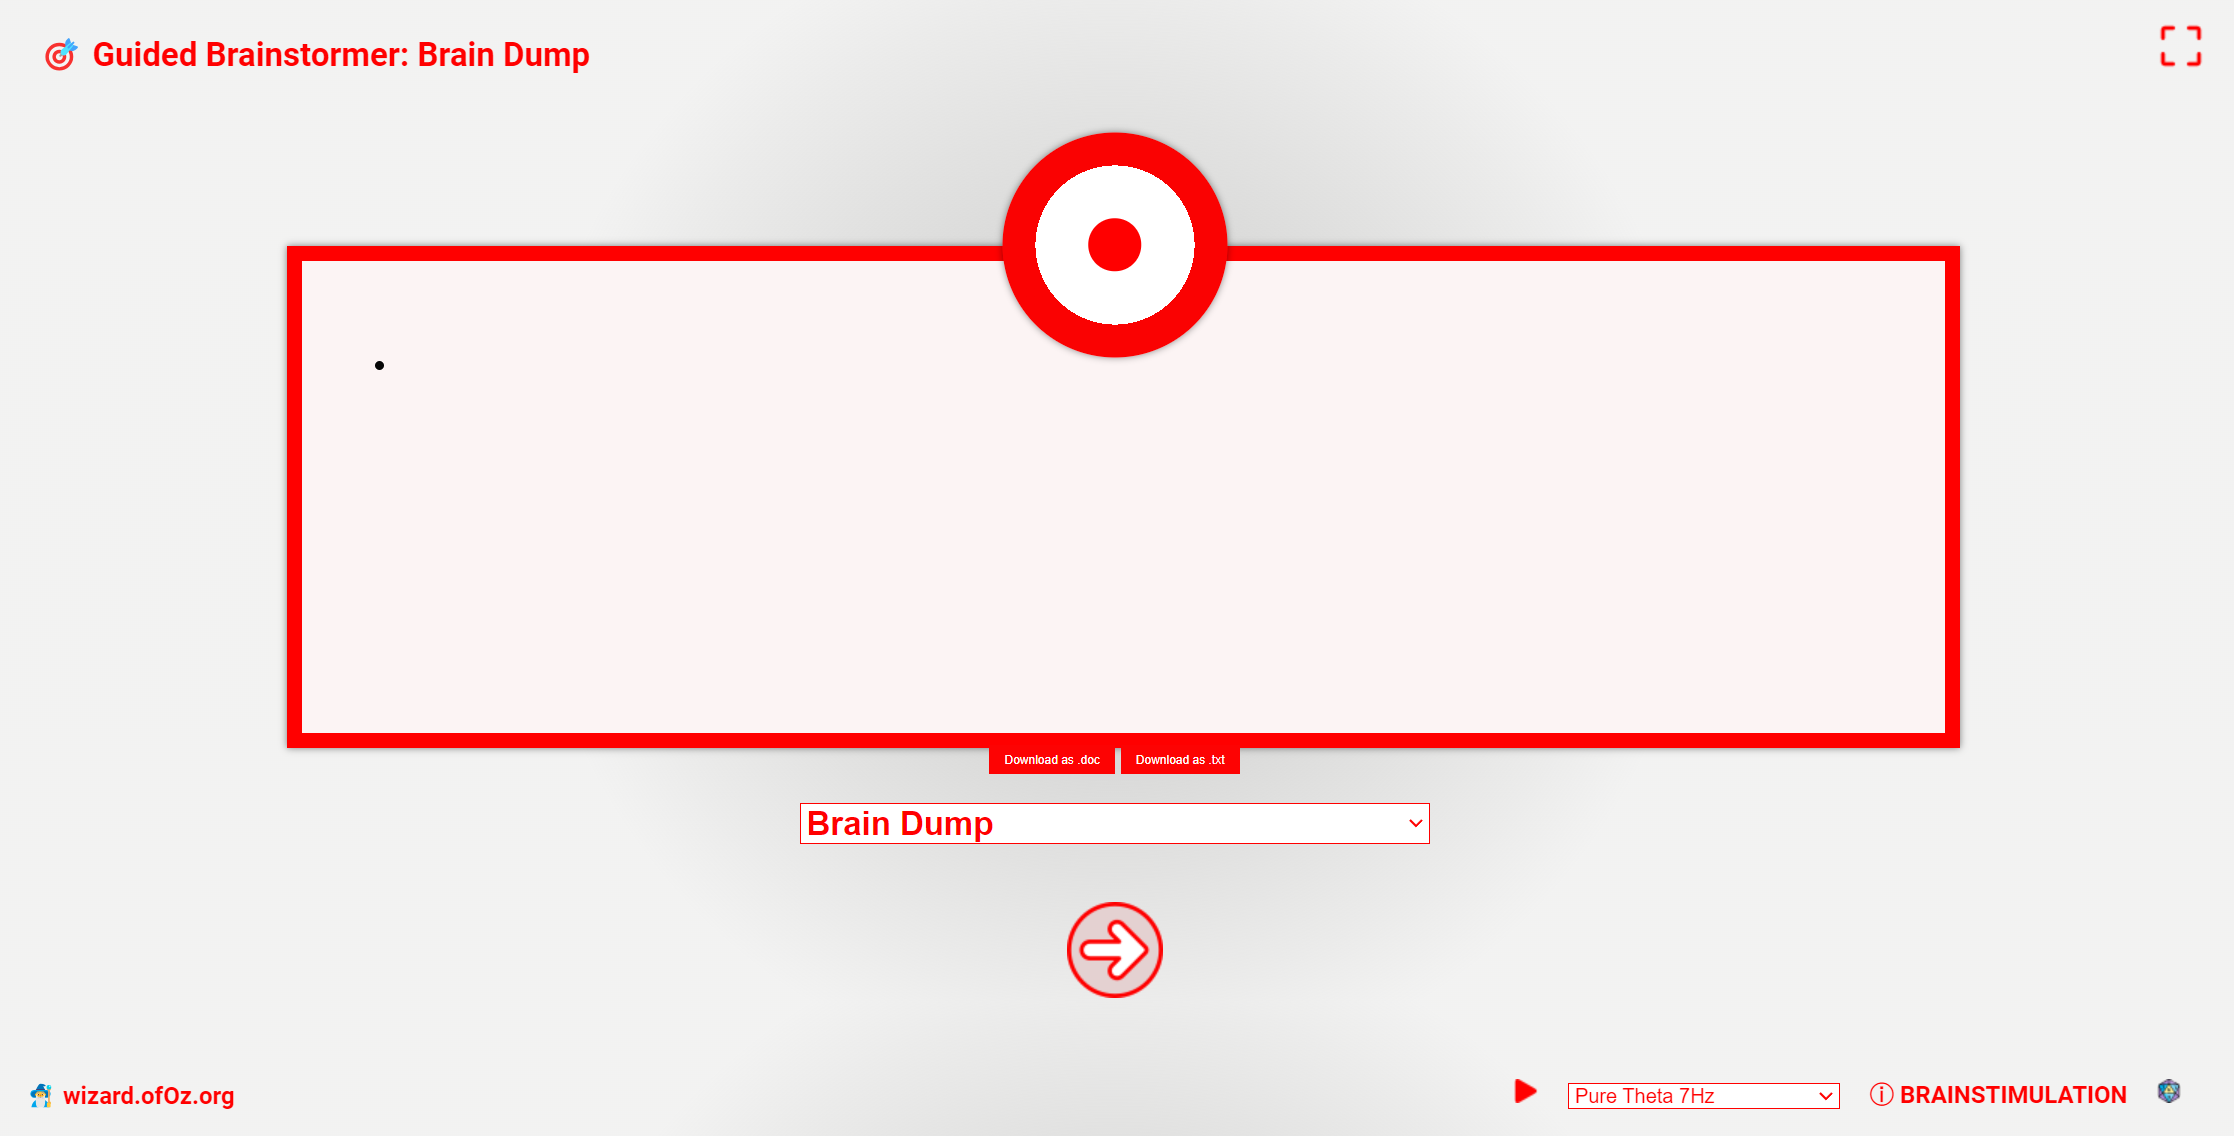 Guided Brainstormer: Brain Dump
Download as .doc
Download as .txt
Brain Dump
wizard.ofOz.org
Pure Theta 7Hz
BRAINSTIMULATION